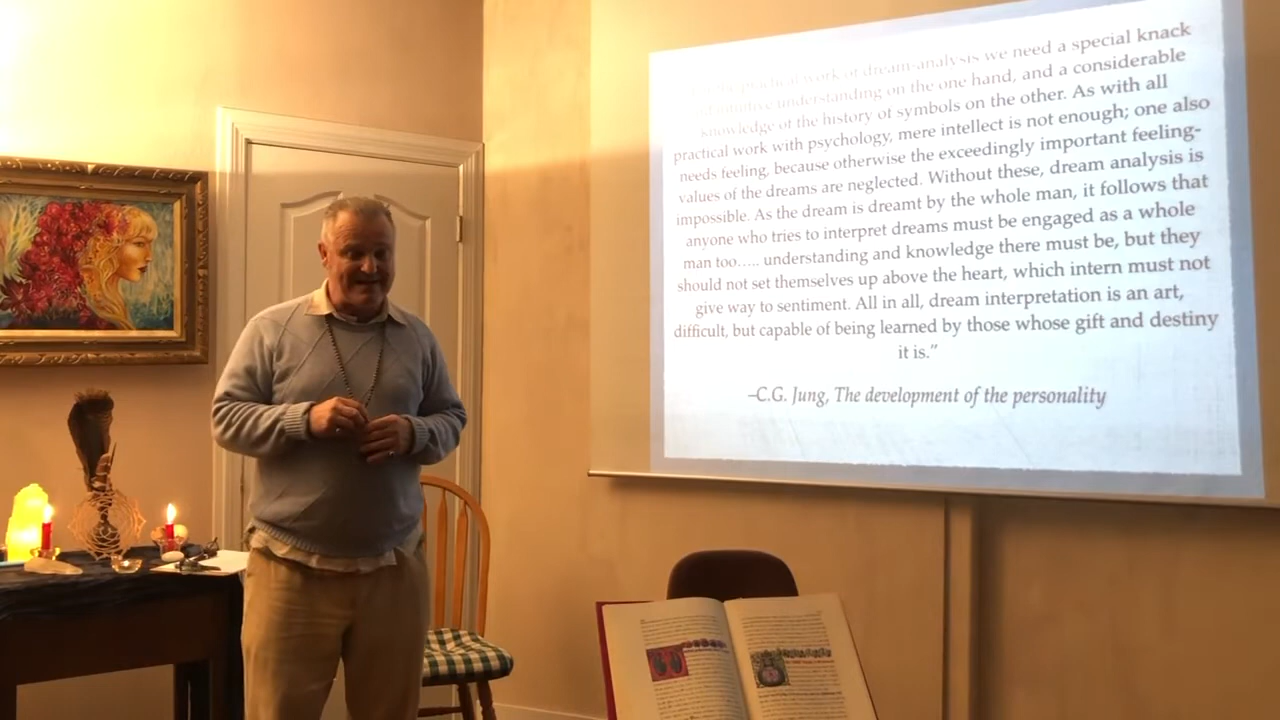 practical work of dream-analysis we need a special knack
understanding on the one hand, and a considerable
knowledge of the history of symbols on the other. As with all
practical work with psychology, mere intellect is not enough; one also
needs feeling, because otherwise the exceedingly important feeling-
values of the dreams are neglected. Without these, dream analysis is
impossible. As the dream is dreamt by the whole man, it follows that
anyone who tries to interpret dreams must be engaged as a whole
man too..... understanding and knowledge there must be, but they
should not set themselves up above the heart, which intern must not
give way to sentiment. All in all, dream interpretation is an art,
difficult, but capable of being learned by those whose gift and destiny
it is.”
–C.G. Jung, The development of the personality